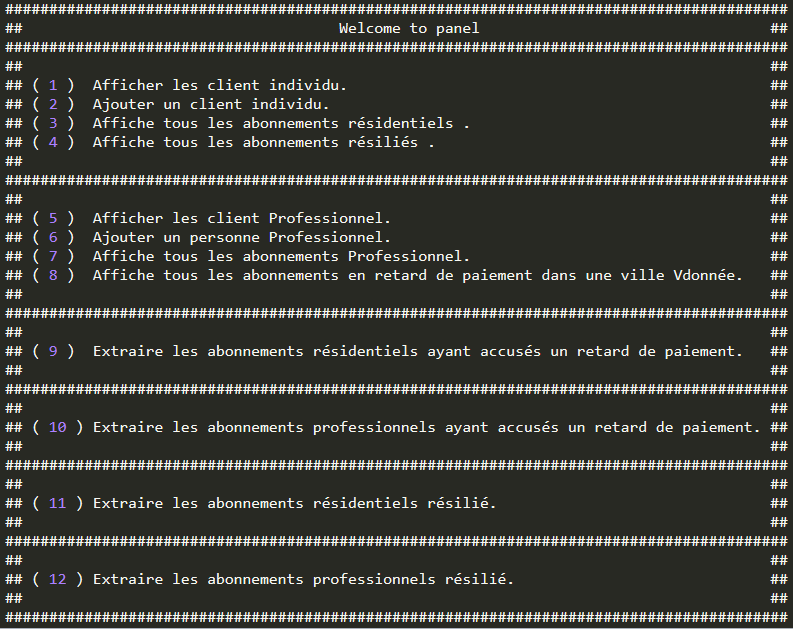 #########################################################################################
##                                    Welcome to panel                                 ##
#########################################################################################
##                                                                                     ##
## ( 1 )  Afficher les client individu.                                                ##
## ( 2 )  Ajouter un client individu.                                                  ##
## ( 3 )  Affiche tous les abonnements résidentiels .                                  ##
## ( 4 )  Affiche tous les abonnements résiliés .                                      ##
##                                                                                     ##
#########################################################################################
##                                                                                     ##
## ( 5 )  Afficher les client Professionnel.                                           ##
## ( 6 )  Ajouter un personne Professionnel.                                           ##
## ( 7 )  Affiche tous les abonnements Professionnel.                                  ##
## ( 8 )  Affiche tous les abonnements en retard de paiement dans une ville Vdonnée.   ##
##                                                                                     ##
#########################################################################################
##                                                                                     ##
## ( 9 )  Extraire les abonnements résidentiels ayant accusés un retard de paiement.   ##
##                                                                                     ##
#########################################################################################
##                                                                                     ##
## ( 10 ) Extraire les abonnements professionnels ayant accusés un retard de paiement. ##
##                                                                                     ##
#########################################################################################
##                                                                                     ##
## ( 11 ) Extraire les abonnements résidentiels résilié.                               ##
##                                                                                     ##
#########################################################################################
##                                                                                     ##
## ( 12 ) Extraire les abonnements professionnels résilié.                             ##
##                                                                                     ##
#########################################################################################